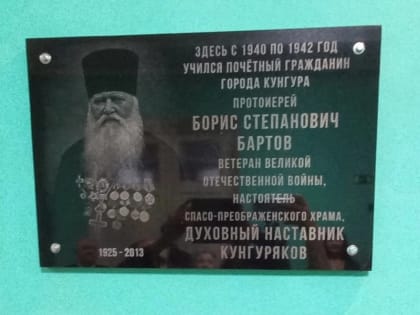 ЗДЕСЬ С 1940 ПО 1942 ГОД
УЧИЛСЯ ПОЧЁТНЫЙ ГРАЖДАНИН
ГОРОДА КУНГУРА
ПРОТОИЕРЕЙ
БОРИС СТЕПАНОВИЧ
БАРТОВ
ВЕТЕРАН ВЕЛИКОЙ
ОТЕЧЕСТВЕННОЙ ВОЙНЫ,
НАСТОЯТЕЛЬ
СПАСО-ПРЕОБРАЖЕНСКОГО ХРАМА,
ДУХОВНЫЙ НАСТАВНИК
КУНГУРЯКОВ
1925 - 2013